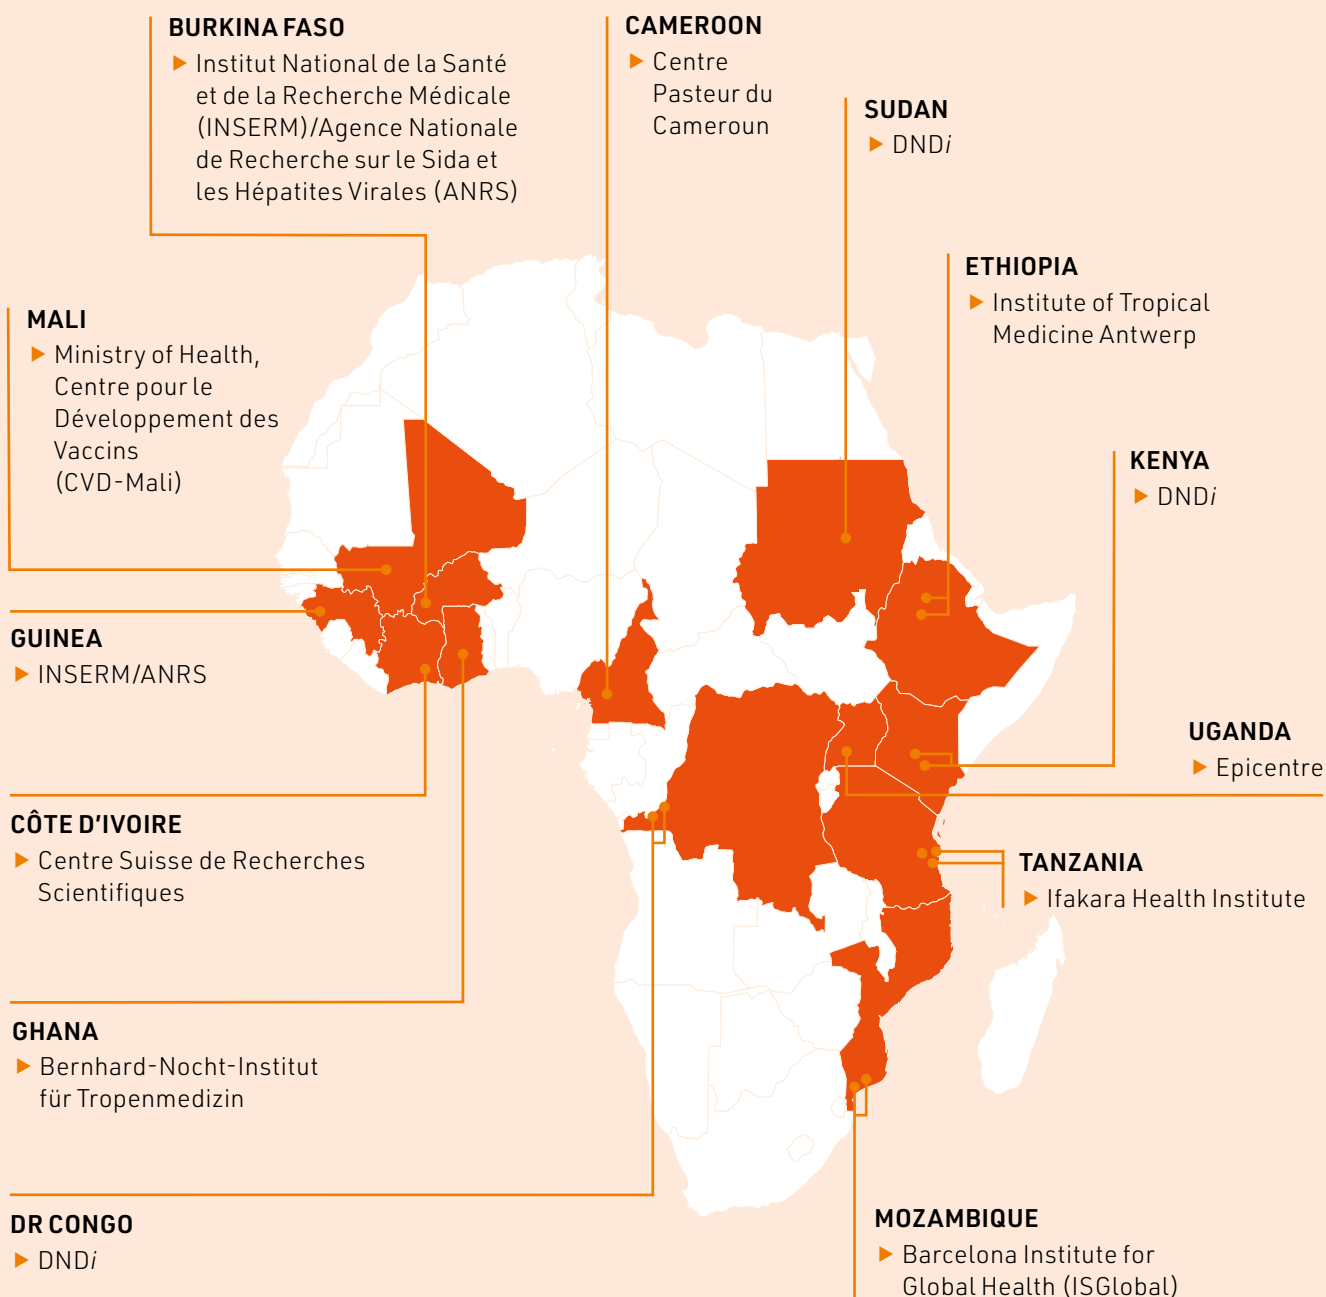 BURKINA FASO
▶ Institut National de la Santé
et de la Recherche Médicale
(INSERM)/Agence Nationale
de Recherche sur le Sida et
les Hépatites Virales (ANRS)
CAMEROON
▶ Centre
Pasteur du
Cameroun
SUDAN
▶ DNDi
ETHIOPIA
▶ Institute of Tropical
Medicine Antwerp
MALI
▶ Ministry of Health,
Centre pour le
Développement des
Vaccins
(CVD-Mali)
KENYA
▶ DNDi
GUINEA
▶ INSERM/ANRS
UGANDA
▶ Epicentre
CÔTE D'IVOIRE
▶ Centre Suisse de Recherches
Scientifiques
TANZANIA
▶ Ifakara Health Institute
GHANA
▶ Bernhard-Nocht-Institut
für Tropenmedizin
DR CONGO
▶ DNDi
MOZAMBIQUE
▶ Barcelona Institute for
Global Health (ISGlobal)